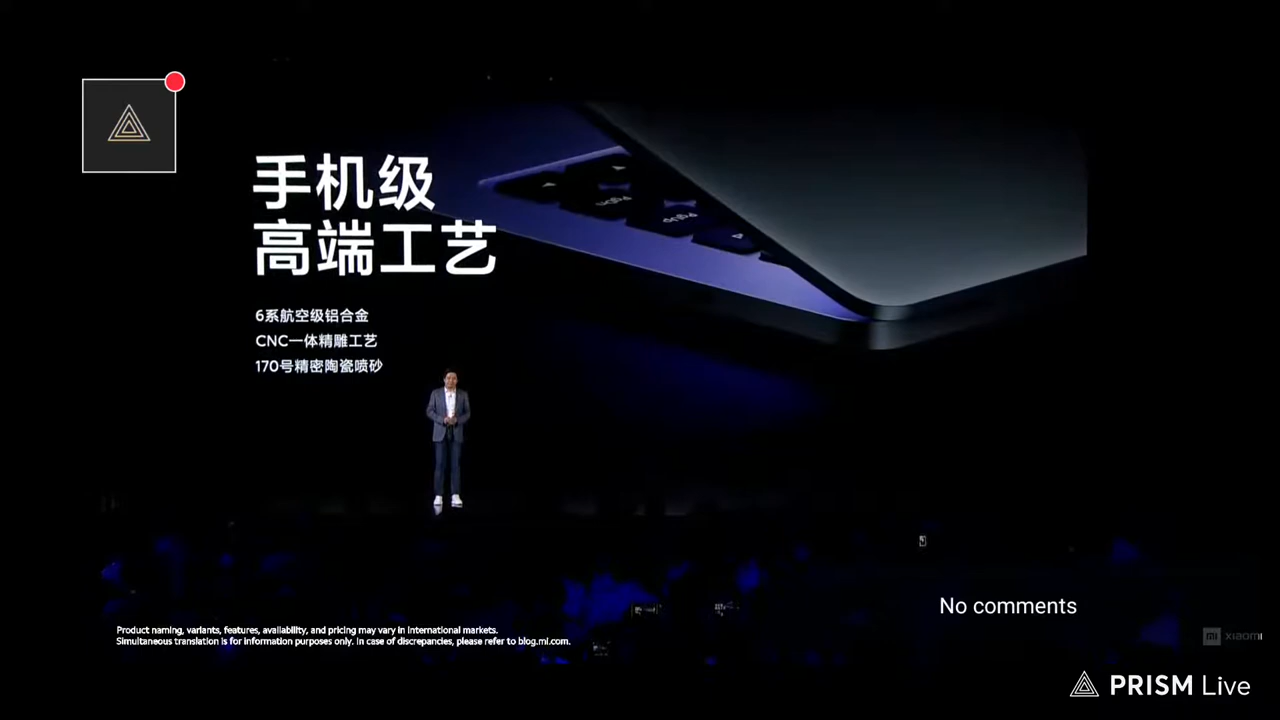 手机级
高端工艺
6系航空级铝合金
CNC一体精雕工艺
170号精密陶瓷喷砂
PgDn
PgUp
No comments
Product naming, variants, features, availability, and pricing may vary in international markets.
Simultaneous translation is for information purposes only. In case of discrepancies, please refer to blog.mi.com.
mi xiaomi
PRISM Live